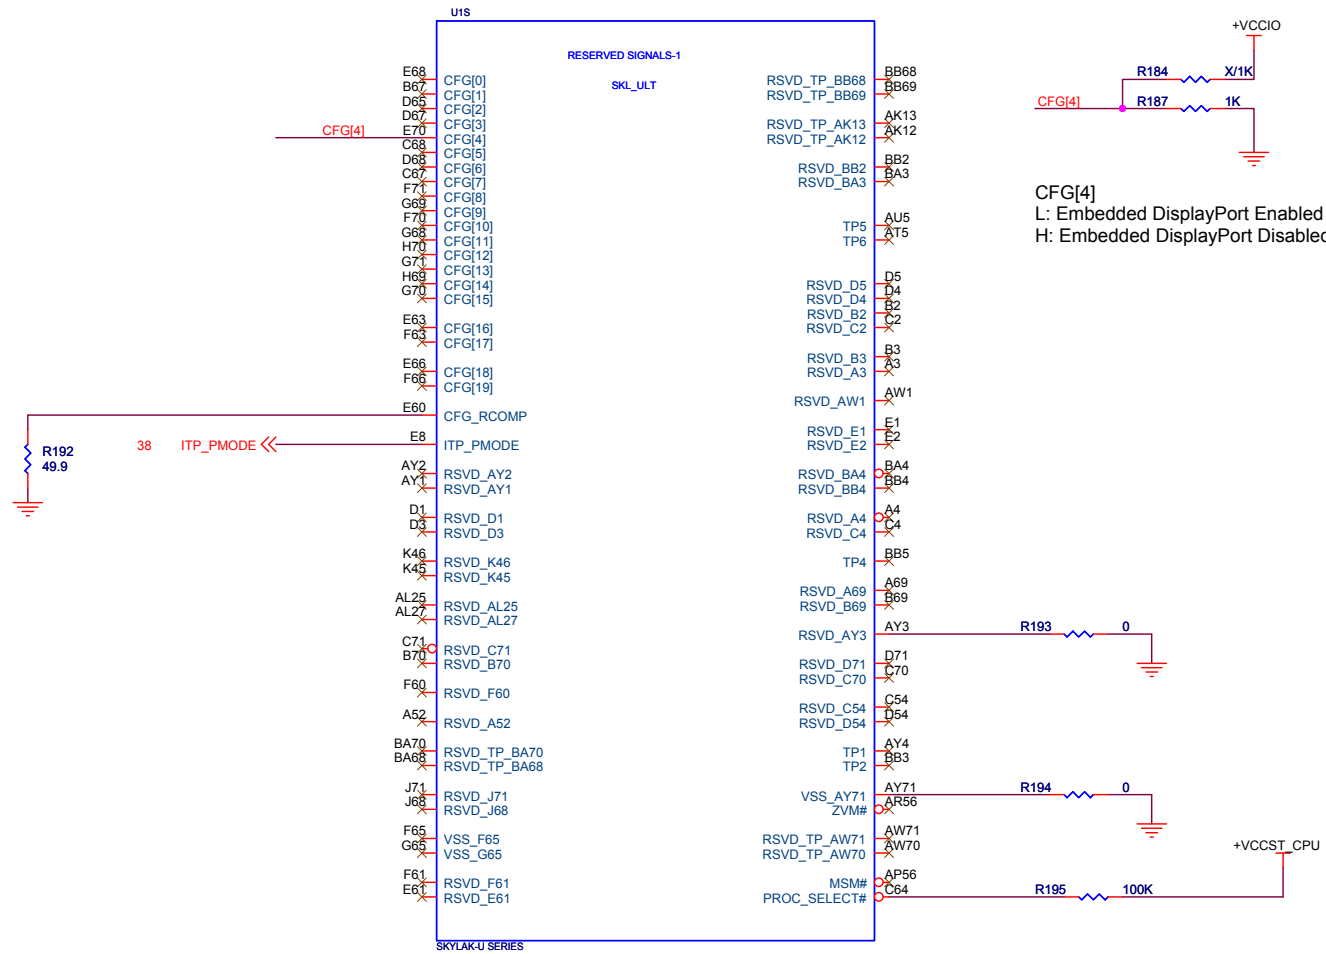 U1S
RESERVED SIGNALS-1
SKL_ULT
E68 CFG[0]
B67 CFG[1]
D65 CFG[2]
D67 CFG[3]
CFG[4] E70 CFG[4]
C68 CFG[5]
D68 CFG[6]
C67 CFG[7]
F71 CFG[8]
G69 CFG[9]
F70 CFG[10]
G68 CFG[11]
H70 CFG[12]
G71 CFG[13]
H69 CFG[14]
G70 CFG[15]
E63 CFG[16]
F63 CFG[17]
E66 CFG[18]
F66 CFG[19]
E60 CFG_RCOMP
R192
49.9
38 ITP_PMODE E8 ITP_PMODE
AY2 RSVD_AY2
AY1 RSVD_AY1
D1 RSVD_D1
D3 RSVD_D3
K46 RSVD_K46
K45 RSVD_K45
AL25 RSVD_AL25
AL27 RSVD_AL27
C71 RSVD_C71
B70 RSVD_B70
F60 RSVD_F60
A52 RSVD_A52
BA70 RSVD_TP_BA70
BA68 RSVD_TP_BA68
J71 RSVD_J71
J68 RSVD_J68
F65 VSS_F65
G65 VSS_G65
F61 RSVD_F61
E61 RSVD_E61
RSVD_TP_BB68 BB68
RSVD_TP_BB69 BB69
RSVD_TP_AK13 AK13
RSVD_TP_AK12 AK12
RSVD_BB2 BB2
RSVD_BA3 BA3
TP5 AU5
TP6 AT5
RSVD_D5 D5
RSVD_D4 D4
RSVD_B2 B2
RSVD_C2 C2
RSVD_B3 B3
RSVD_A3 A3
RSVD_AW1 AW1
RSVD_E1 E1
RSVD_E2 E2
RSVD_BA4 BA4
RSVD_BB4 BB4
RSVD_A4 A4
RSVD_C4 C4
TP4 BB5
RSVD_A69 A69
RSVD_B69 B69
RSVD_AY3 AY3 R193 0
RSVD_D71 D71
RSVD_C70 C70
RSVD_C54 C54
RSVD_D54 D54
TP1 AY4
TP2 BB3
VSS_AY71 AY71 R194 0
ZVM# AR56
RSVD_TP_AW71 AW71
RSVD_TP_AW70 AW70
MSM# AP56
PROC_SELECT# C64 R195 100K
+VCCST_CPU
SKYLAK-U SERIES
+VCCIO
R184 X/1K
CFG[4] R187 1K
CFG[4]
L: Embedded DisplayPort Enabled
H: Embedded DisplayPort Disabled